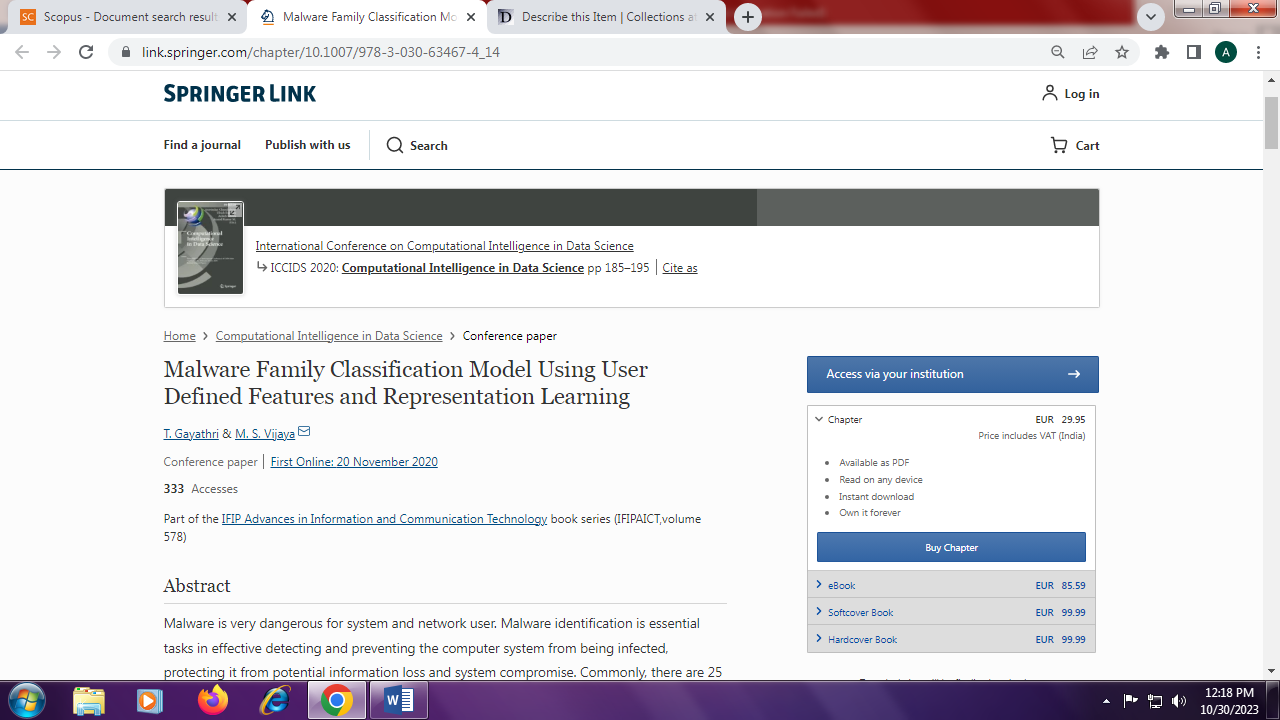 Scopus - Document search result
Malware Family Classification Mo
Describe this Item | Collections a
link.springer.com/chapter/10.1007/978-3-030-63467-4_14
A
SPRINGER LINK
Log in
Find a journal
Publish with us
Search
Cart
Computational
Intelligence
in Data Science
Springer
International Conference on Computational Intelligence in Data Science
ICCIDS 2020: Computational Intelligence in Data Science pp 185–195 | Cite as
Home > Computational Intelligence in Data Science > Conference paper
Malware Family Classification Model Using User
Defined Features and Representation Learning
T. Gayathri & M. S. Vijaya
Conference paper | First Online: 20 November 2020
333 Accesses
Part of the IFIP Advances in Information and Communication Technology book series (IFIPAICT,volume
578)
Abstract
Malware is very dangerous for system and network user. Malware identification is essential
tasks in effective detecting and preventing the computer system from being infected,
protecting it from potential information loss and system compromise. Commonly, there are 25
Access via your institution
Chapter EUR 29.95
Price includes VAT (India)
Available as PDF
Read on any device
Instant download
Own it forever
Buy Chapter
eBook EUR 85.59
Softcover Book EUR 99.99
Hardcover Book EUR 99.99
12:18 PM
10/30/2023